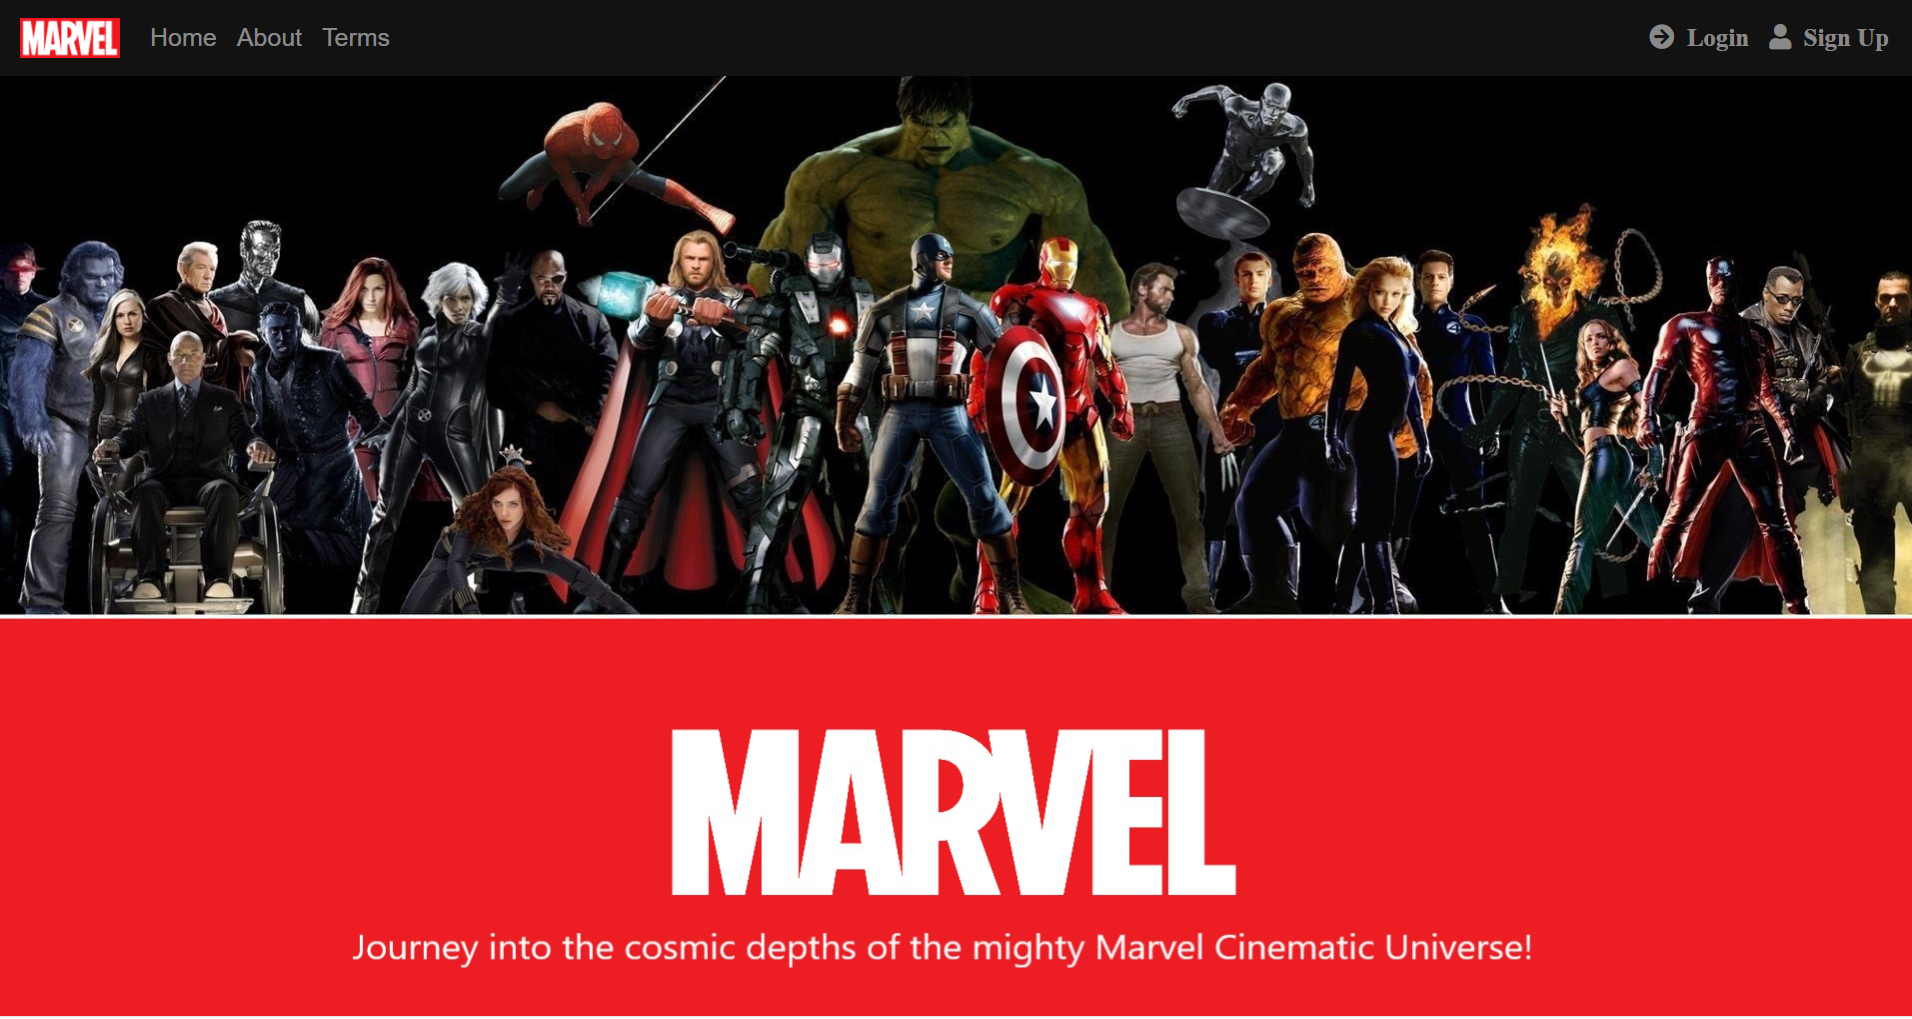 MARVEL Home About Terms Login Sign Up
MARVEL
Journey into the cosmic depths of the mighty Marvel Cinematic Universe!